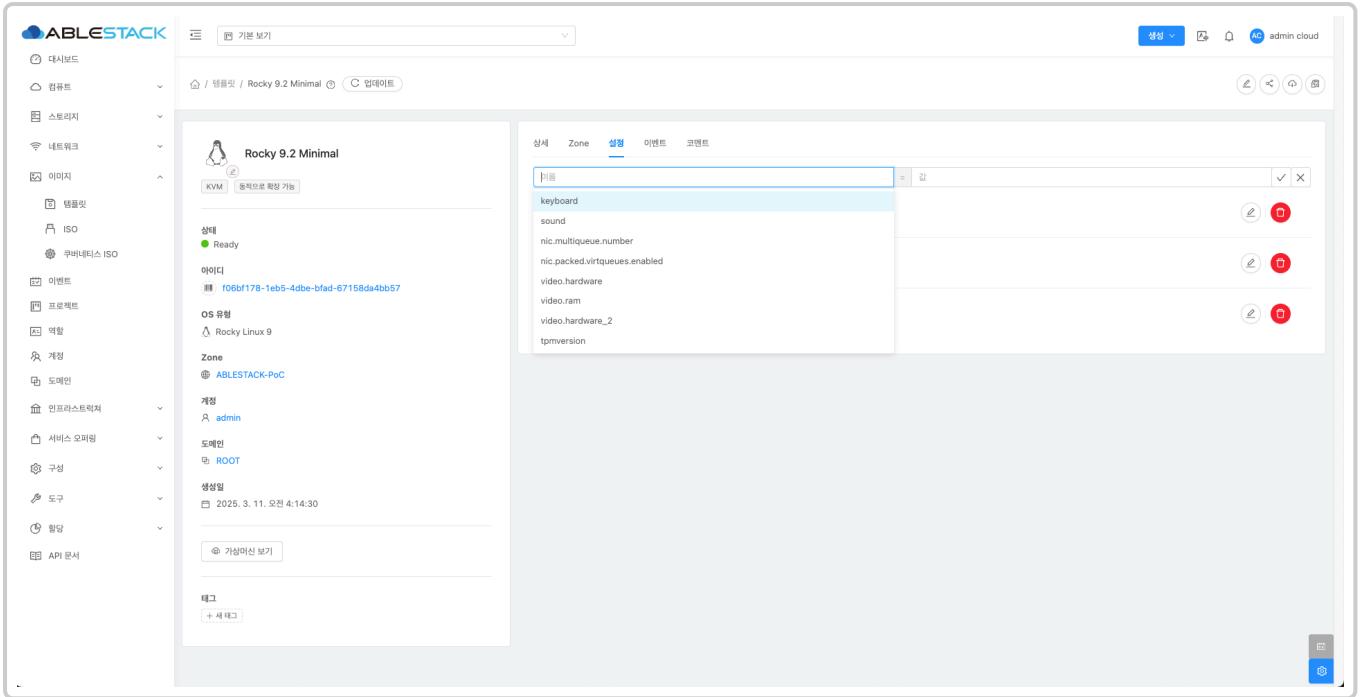 ABLESTACK
기본 보기
생성
AC admin cloud
대시보드
컴퓨트
스토리지
네트워크
이미지
템플릿
ISO
쿠버네티스 ISO
이벤트
프로젝트
역할
계정
도메인
인프라스트럭쳐
서비스 오퍼링
구성
도구
할당
API 문서
/ 템플릿 / Rocky 9.2 Minimal 업데이트
Rocky 9.2 Minimal
KVM 동적으로 확장 가능
상태
Ready
아이디
f06bf178-1eb5-4dbe-bfad-67158da4bb57
OS 유형
Rocky Linux 9
Zone
ABLESTACK-PoC
계정
admin
도메인
ROOT
생성일
2025. 3. 11. 오전 4:14:30
가상머신 보기
태그
+ 새 태그
상세 Zone 설정 이벤트 코멘트
이름 = 값
keyboard
sound
nic.multiqueue.number
nic.packed.virtqueues.enabled
video.hardware
video.ram
video.hardware_2
tpmversion